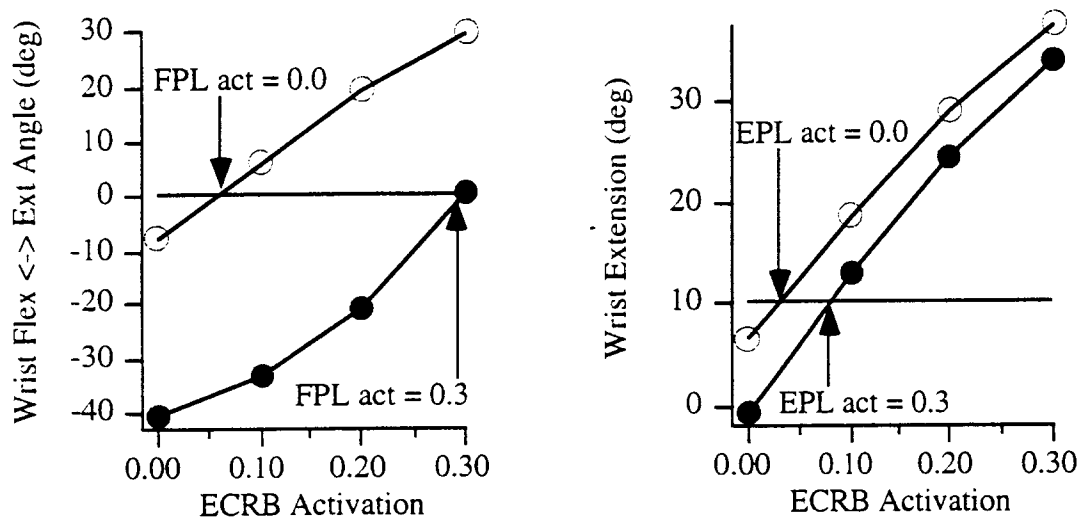 Wrist Flex <-> Ext Angle (deg)
30
20
10
0
-10
-20
-30
-40
FPL act = 0.0
FPL act = 0.3
0.00 0.10 0.20 0.30
ECRB Activation
Wrist Extension (deg)
30
20
10
0
EPL act = 0.0
EPL act = 0.3
0.00 0.10 0.20 0.30
ECRB Activation